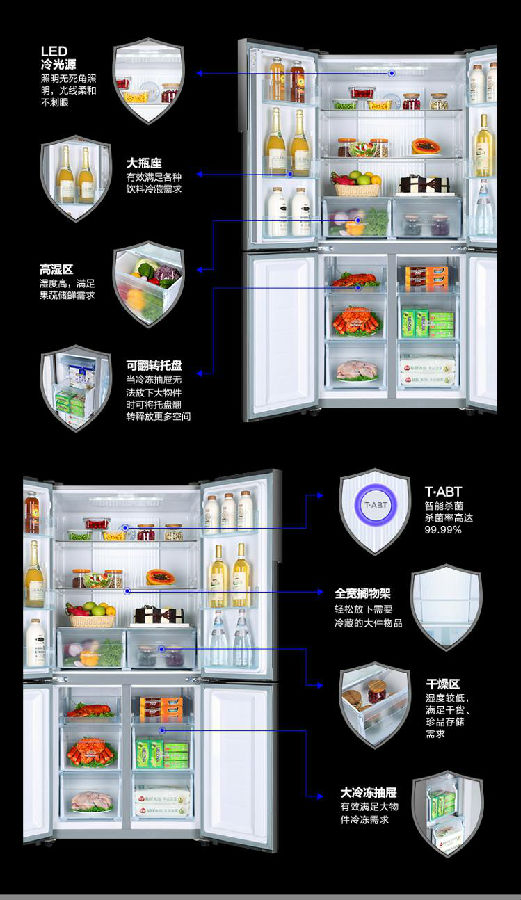 LED
冷光源
照明无死角照
明，光线柔和
不刺眼
大瓶座
有效满足各种
饮料冷藏需求
高湿区
湿度高，满足
果蔬储鲜需求
可翻转托盘
当冷冻抽屉无
法放下大物件
时可将托盘翻
转释放更多空间
T·ABT
T·ABT
智能杀菌
杀菌率高达
99.99%
全宽搁物架
轻松放下需要
冷藏的大件物品
干燥区
湿度较低，
满足干货、
珍品存储
需求
大冷冻抽屉
有效满足大物
件冷冻需求